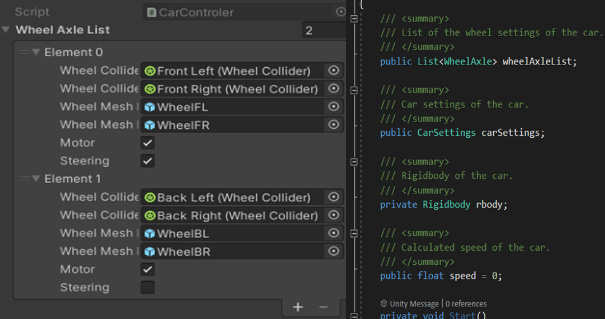 Script CarControler
Wheel Axle List 2
Element 0
Wheel Collide Front Left (Wheel Collider)
Wheel Collide Front Right (Wheel Collider)
Wheel Mesh WheelFL
Wheel Mesh WheelFR
Motor
Steering
Element 1
Wheel Collide Back Left (Wheel Collider)
Wheel Collide Back Right (Wheel Collider)
Wheel Mesh WheelBL
Wheel Mesh WheelBR
Motor
Steering
+ −
{
/// <summary>
/// List of the wheel settings of the car.
/// </summary>
public List<WheelAxle> wheelAxleList;
/// <summary>
/// Car settings of the car.
/// </summary>
public CarSettings carSettings;
/// <summary>
/// Rigidbody of the car.
/// </summary>
private Rigidbody rbody;
/// <summary>
/// Calculated speed of the car.
/// </summary>
public float speed = 0;
Unity Message | 0 references
private void Start()